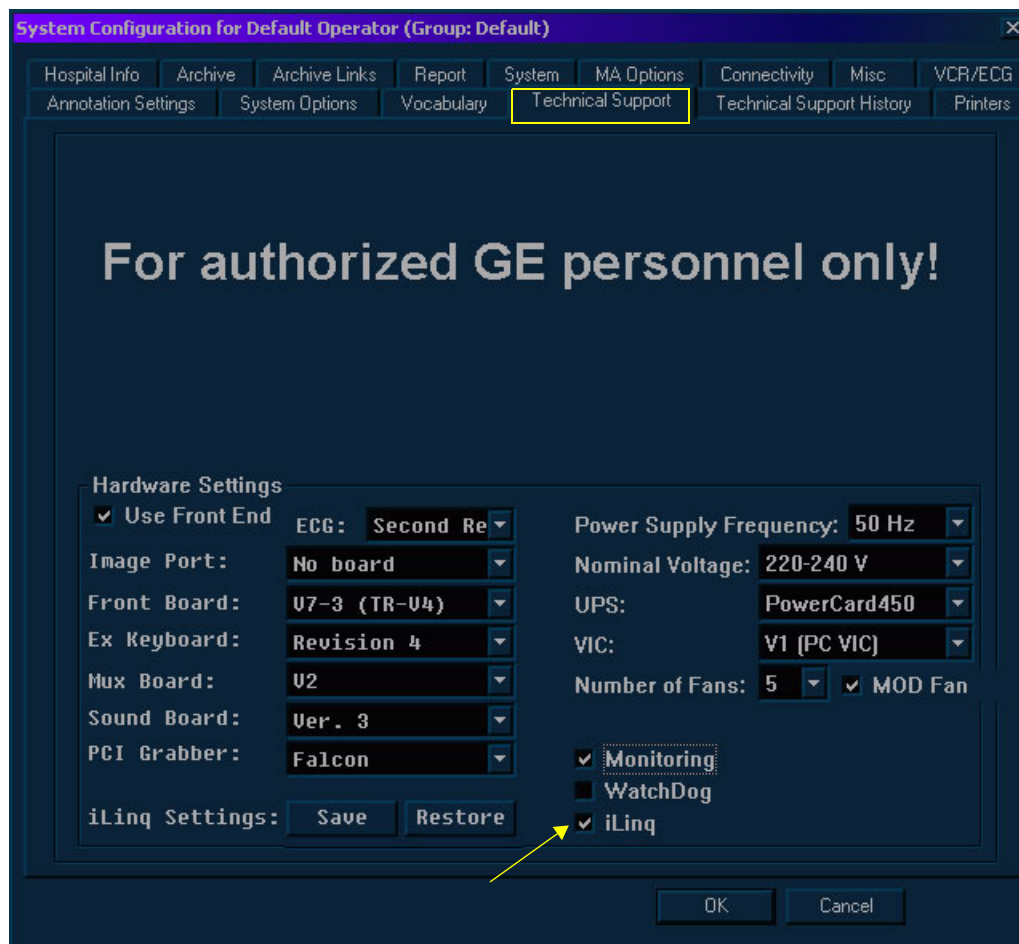 System Configuration for Default Operator (Group: Default)
Hospital Info Archive Archive Links Report System MA Options Connectivity Misc VCR/ECG
Annotation Settings System Options Vocabulary Technical Support Technical Support History Printers
For authorized GE personnel only!
Hardware Settings
Use Front End ECG: Second Re Power Supply Frequency: 50 Hz
Image Port: No board Nominal Voltage: 220-240 V
Front Board: V7-3 (TR-V4) UPS: PowerCard450
Ex Keyboard: Revision 4 VIC: V1 (PC VIC)
Mux Board: V2 Number of Fans: 5 MOD Fan
Sound Board: Ver. 3
PCI Grabber: Falcon Monitoring
WatchDog
iLinq Settings: Save Restore iLinq
OK Cancel